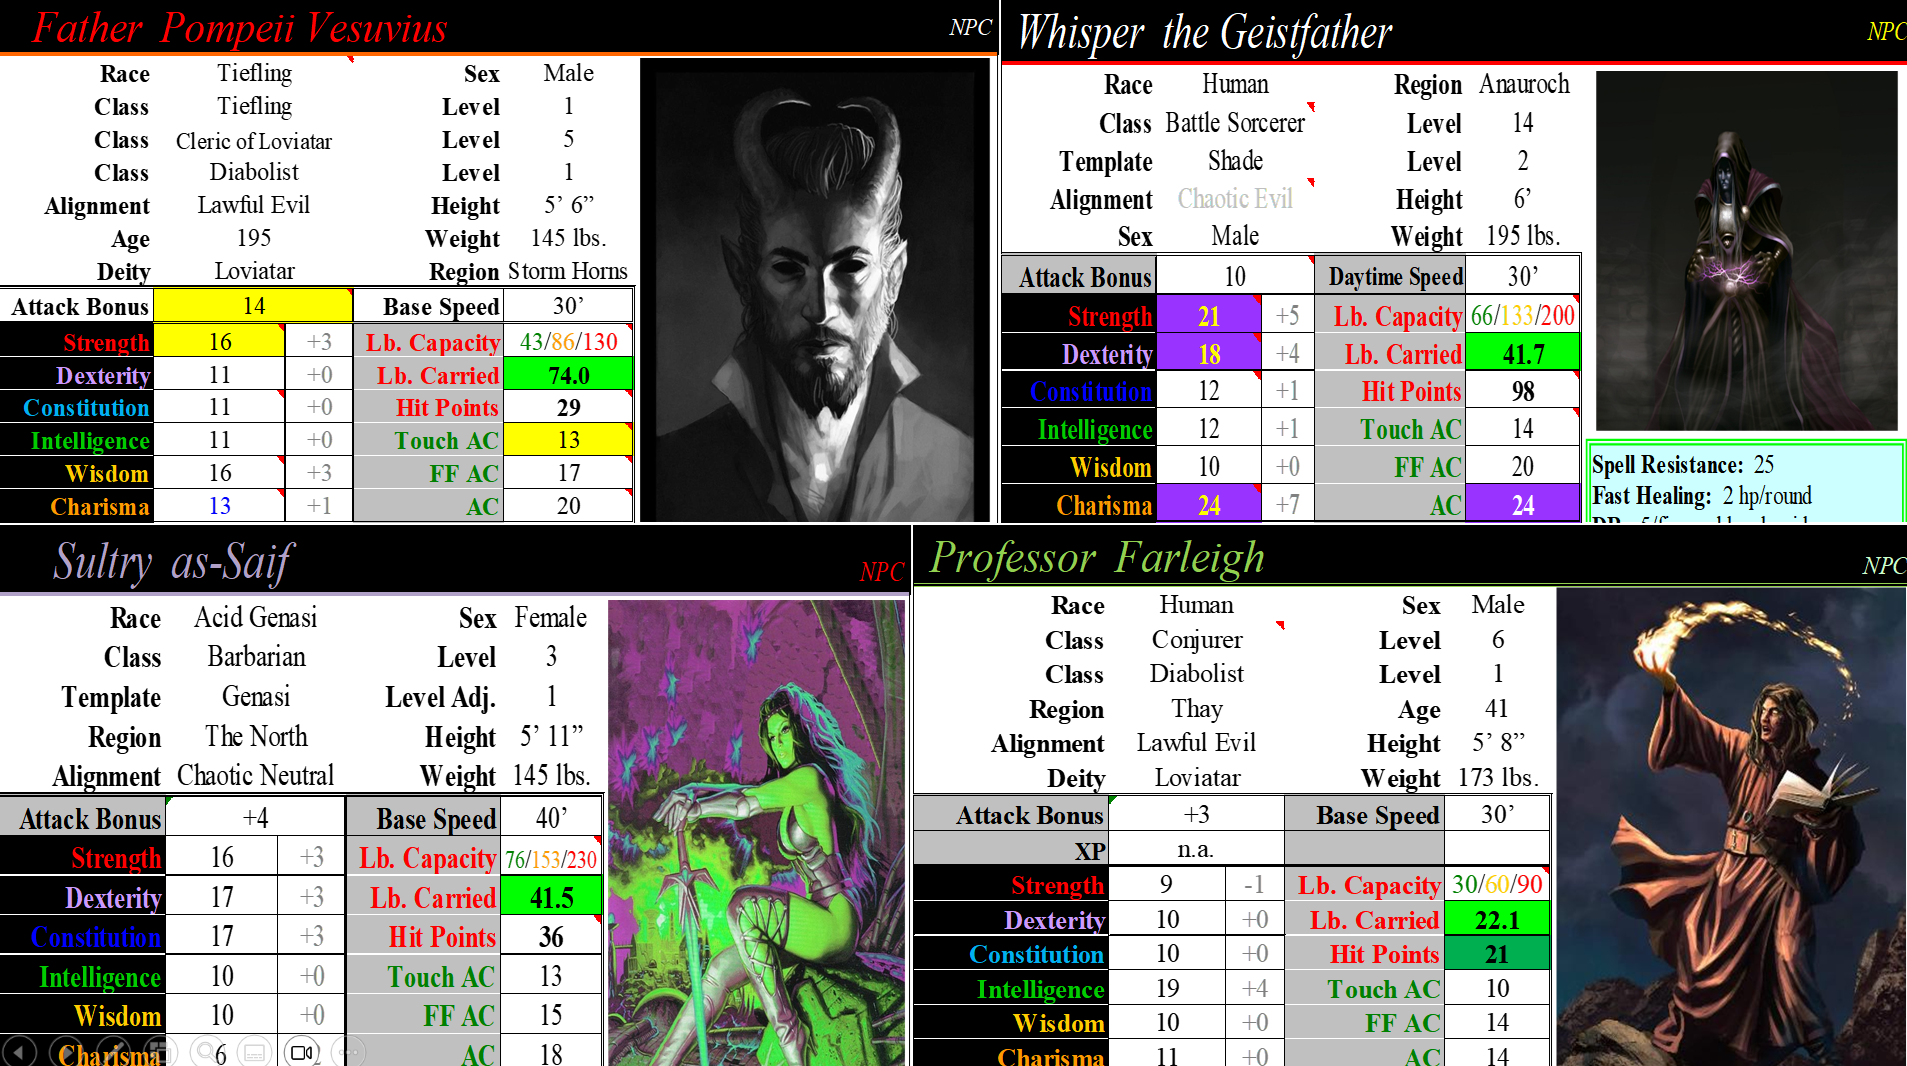 Father Pompeii Vesuvius NPC
Race Tiefling Sex Male
Class Tiefling Level 1
Class Cleric of Loviatar Level 5
Class Diabolist Level 1
Alignment Lawful Evil Height 5’ 6”
Age 195 Weight 145 lbs.
Deity Loviatar Region Storm Horns
Attack Bonus 14 Base Speed 30’
Strength 16 +3 Lb. Capacity 43/86/130
Dexterity 11 +0 Lb. Carried 74.0
Constitution 11 +0 Hit Points 29
Intelligence 11 +0 Touch AC 13
Wisdom 16 +3 FF AC 17
Charisma 13 +1 AC 20
Whisper the Geistfather NPC
Race Human Region Anauroch
Class Battle Sorcerer Level 14
Template Shade Level 2
Alignment Chaotic Evil Height 6’
Sex Male Weight 195 lbs.
Attack Bonus 10 Daytime Speed 30’
Strength 21 +5 Lb. Capacity 66/133/200
Dexterity 18 +4 Lb. Carried 41.7
Constitution 12 +1 Hit Points 98
Intelligence 12 +1 Touch AC 14
Wisdom 10 +0 FF AC 20
Charisma 24 +7 AC 24
Spell Resistance: 25
Fast Healing: 2 hp/round
Sultry as-Saif NPC
Race Acid Genasi Sex Female
Class Barbarian Level 3
Template Genasi Level Adj. 1
Region The North Height 5’ 11”
Alignment Chaotic Neutral Weight 145 lbs.
Attack Bonus +4 Base Speed 40’
Strength 16 +3 Lb. Capacity 76/153/230
Dexterity 17 +3 Lb. Carried 41.5
Constitution 17 +3 Hit Points 36
Intelligence 10 +0 Touch AC 13
Wisdom 10 +0 FF AC 15
Charisma 6 AC 18
Professor Farleigh NPC
Race Human Sex Male
Class Conjurer Level 6
Class Diabolist Level 1
Region Thay Age 41
Alignment Lawful Evil Height 5’ 8”
Deity Loviatar Weight 173 lbs.
Attack Bonus +3 Base Speed 30’
XP n.a.
Strength 9 -1 Lb. Capacity 30/60/90
Dexterity 10 +0 Lb. Carried 22.1
Constitution 10 +0 Hit Points 21
Intelligence 19 +4 Touch AC 10
Wisdom 10 +0 FF AC 14
Charisma 11 +0 AC 14